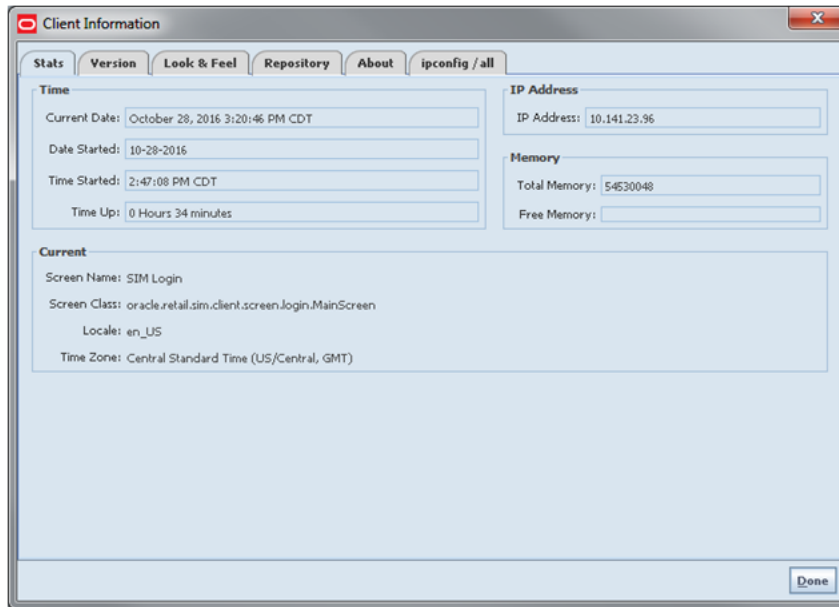 Client Information
Stats Version Look & Feel Repository About ipconfig / all
Time
Current Date: October 28, 2016 3:20:46 PM CDT
Date Started: 10-28-2016
Time Started: 2:47:08 PM CDT
Time Up: 0 Hours 34 minutes
IP Address
IP Address: 10.141.23.96
Memory
Total Memory: 54530048
Free Memory:
Current
Screen Name: SIM Login
Screen Class: oracle.retail.sim.client.screen.login.MainScreen
Locale: en_US
Time Zone: Central Standard Time (US/Central, GMT)
Done